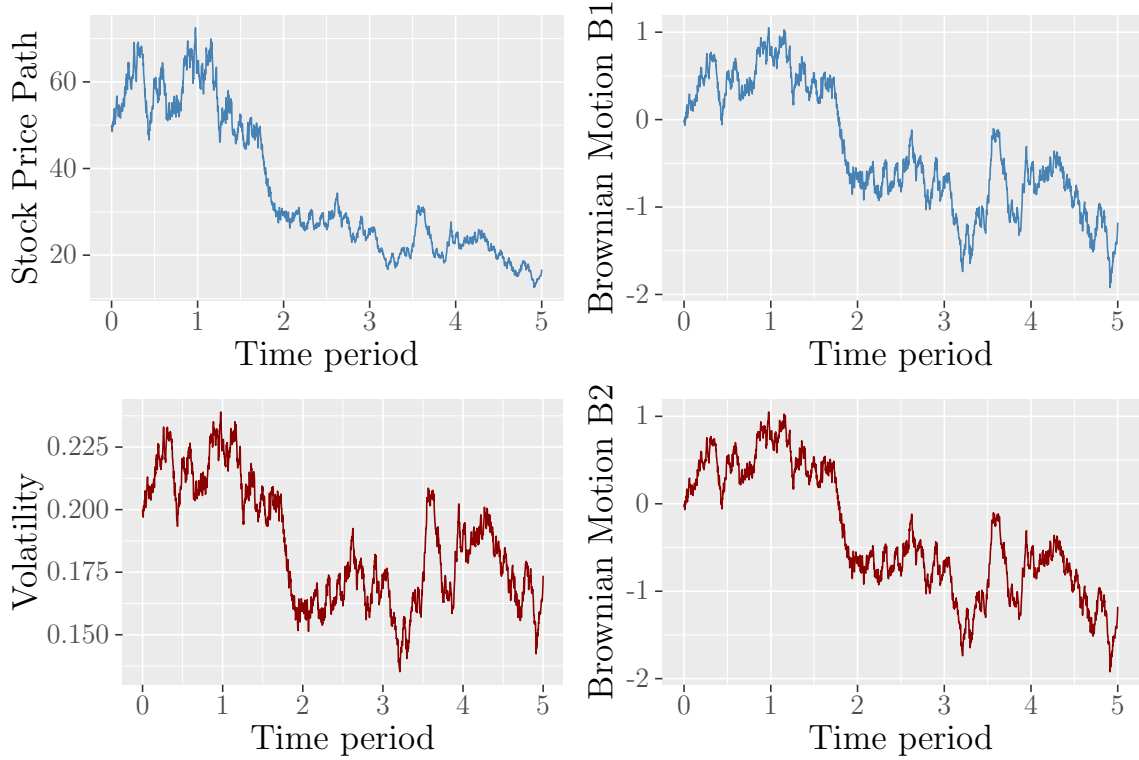 Stock Price Path
60
40
20
0 1 2 3 4 5
Time period
Brownian Motion B1
1
0
-1
-2
0 1 2 3 4 5
Time period
Volatility
0.225
0.200
0.175
0.150
0 1 2 3 4 5
Time period
Brownian Motion B2
1
0
-1
-2
0 1 2 3 4 5
Time period